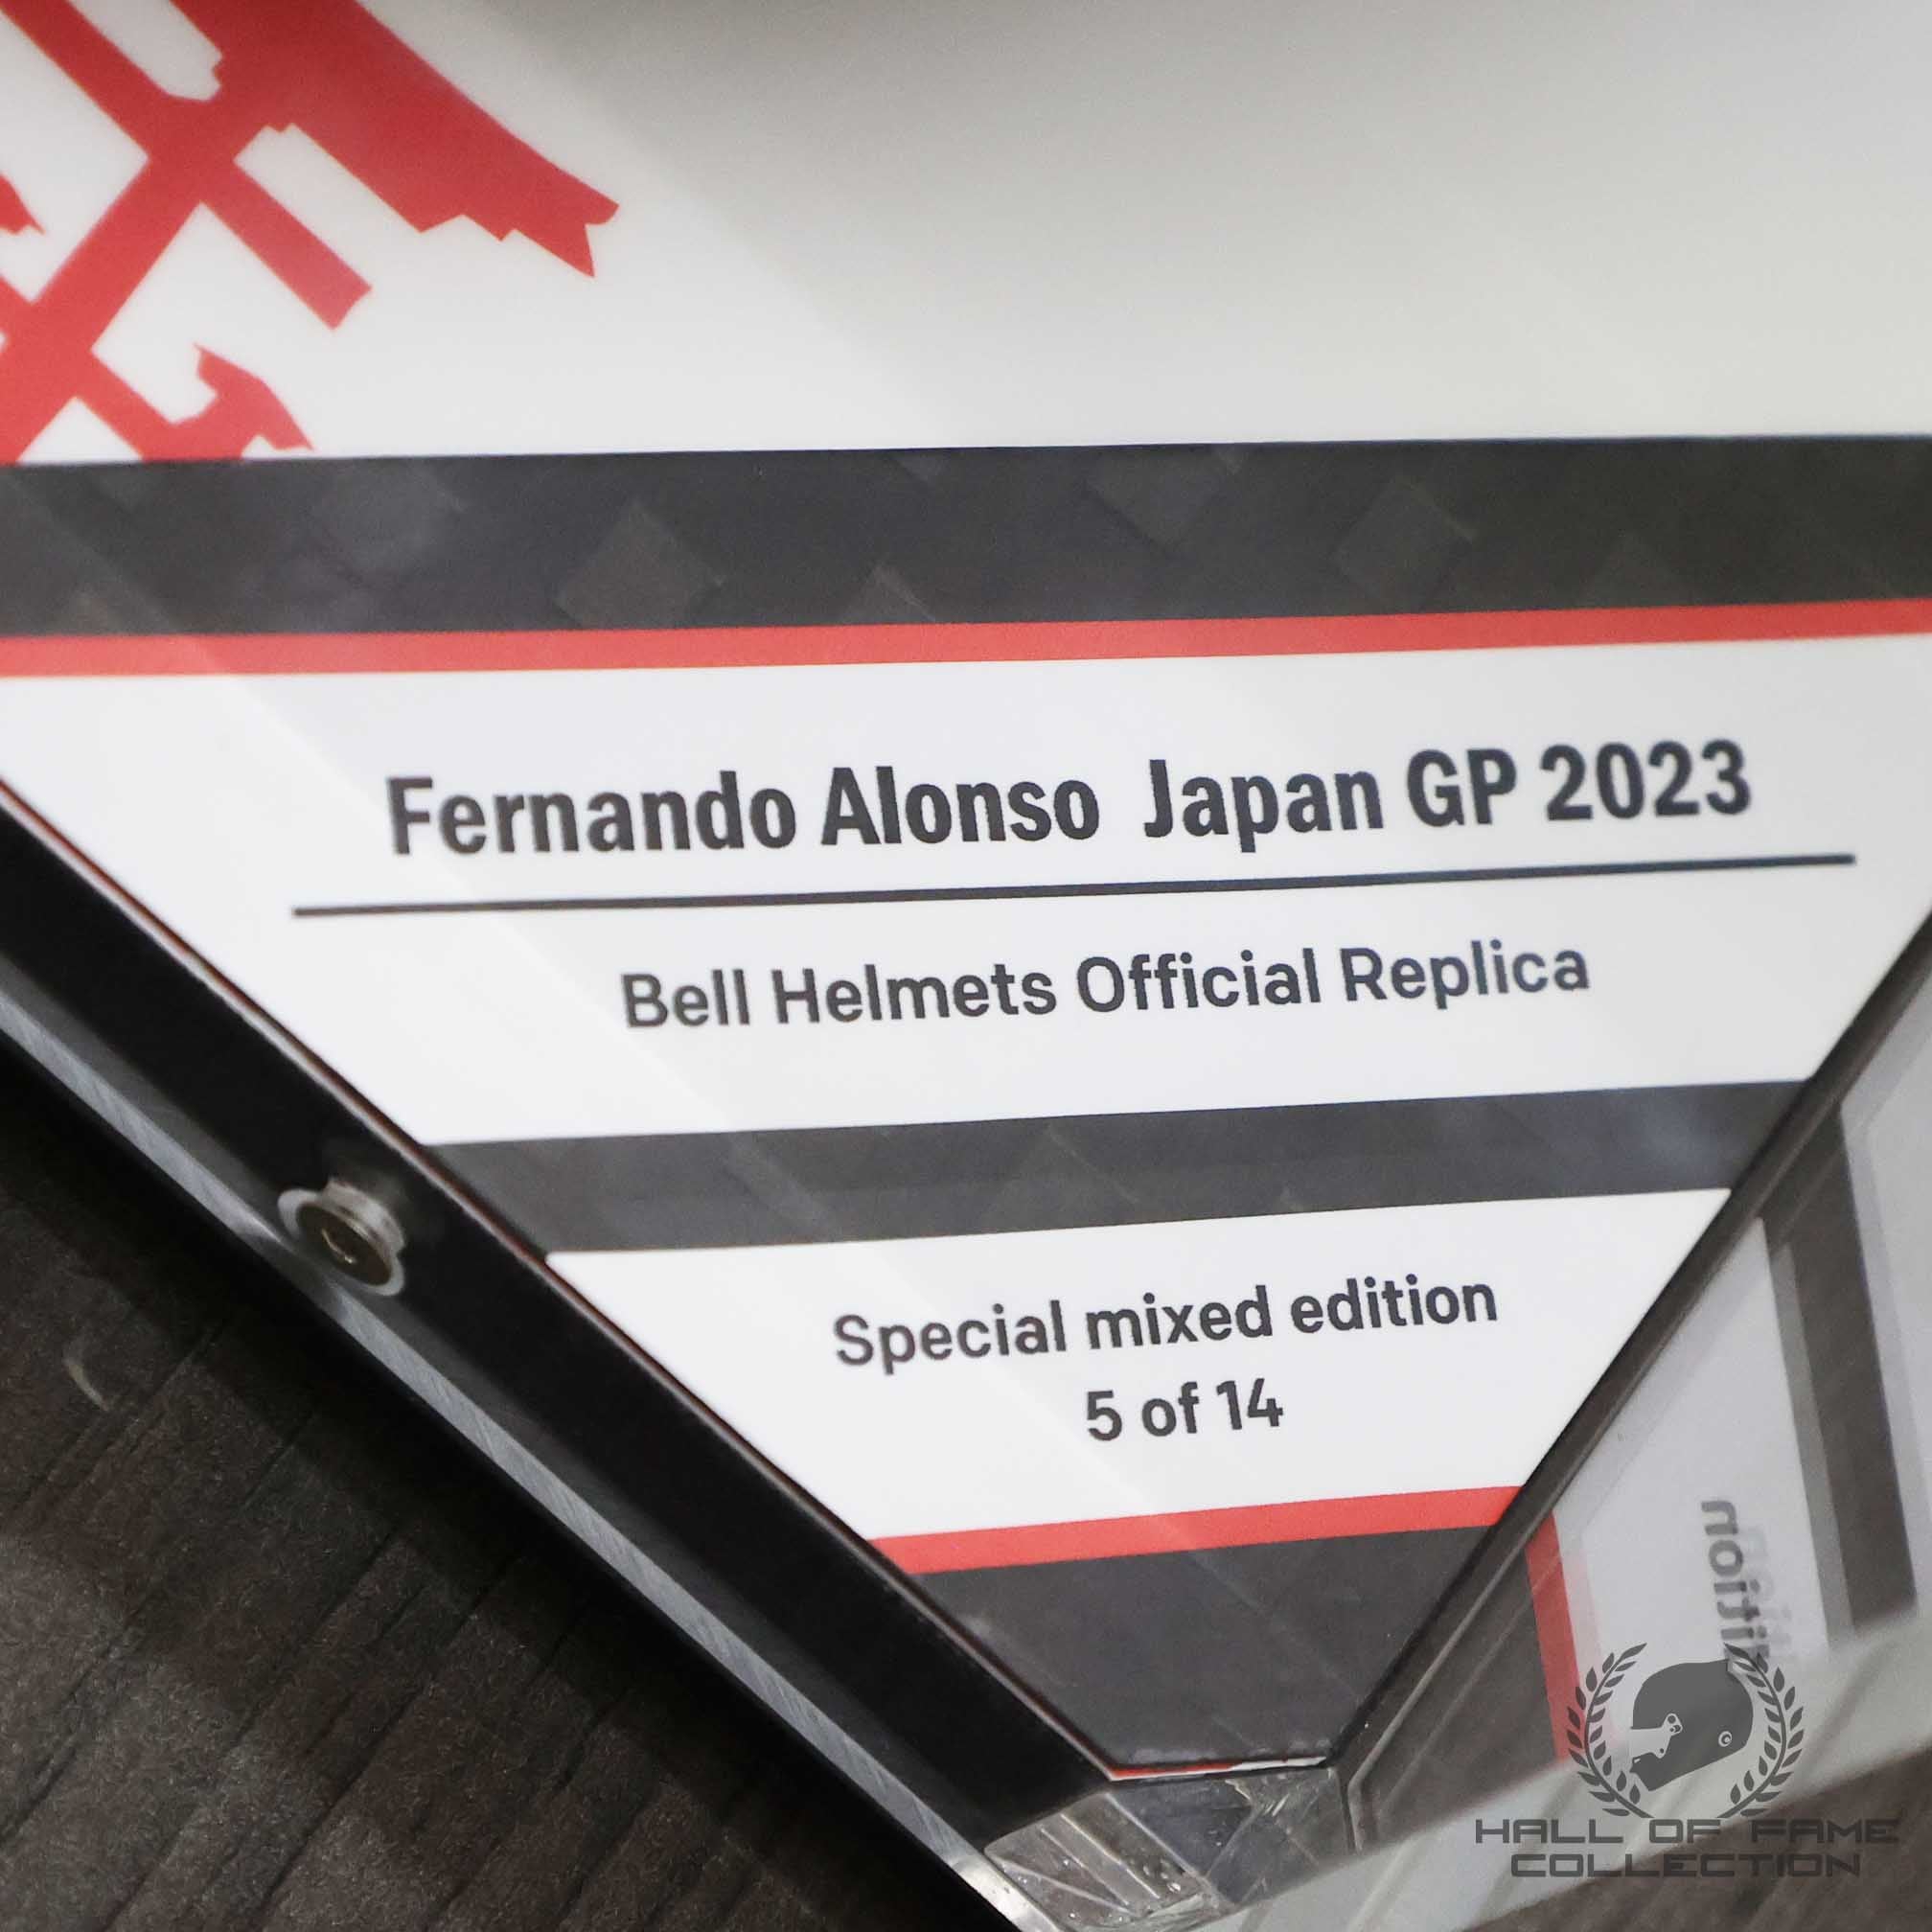 Fernando Alonso Japan GP 2023
Bell Helmets Official Replica
Special mixed edition
5 of 14
HALL OF FAME
COLLECTION